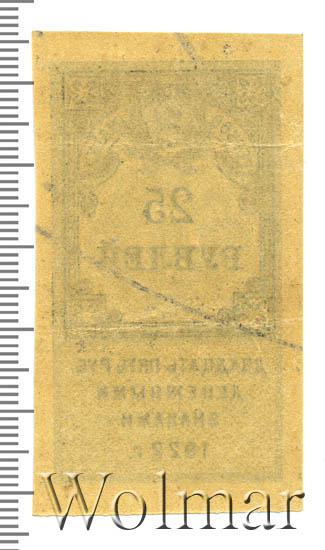 25
РУБЛЕЙ
ДВАДЦАТЬ ПЯТЬ РУБ
ДЕНЕЖНЫМИ
ЗНАКАМИ
1922 г.
Wolmar